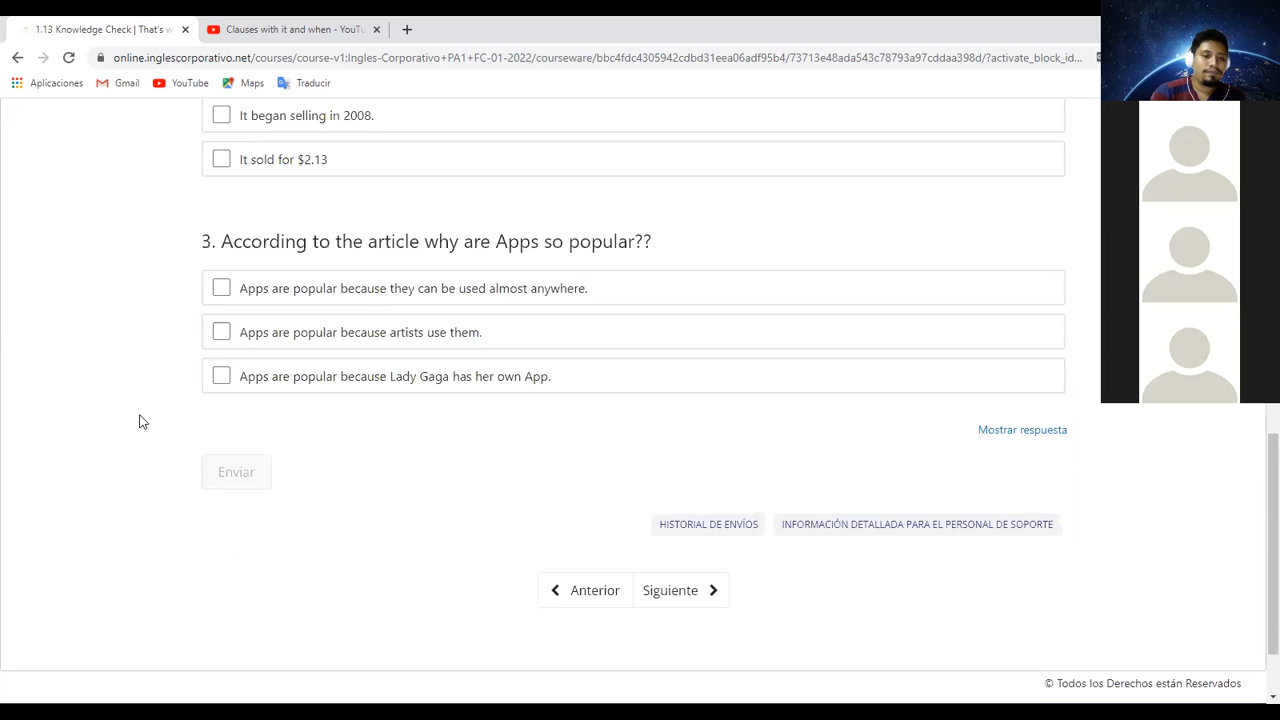 1.13 Knowledge Check | That's w
Clauses with it and when - YouTu
online.inglescorporativo.net/courses/course-v1:Ingles-Corporativo+PA1+FC-01-2022/courseware/bbc4fdc4305942cdbd31eea06adf95b4/73713e48ada543c78793a97cddaa398d/?activate_block_id...
Aplicaciones
Gmail
YouTube
Maps
Traducir
It began selling in 2008.
It sold for $2.13
3. According to the article why are Apps so popular??
Apps are popular because they can be used almost anywhere.
Apps are popular because artists use them.
Apps are popular because Lady Gaga has her own App.
Mostrar respuesta
Enviar
HISTORIAL DE ENVÍOS
INFORMACIÓN DETALLADA PARA EL PERSONAL DE SOPORTE
Anterior
Siguiente
© Todos los Derechos están Reservados